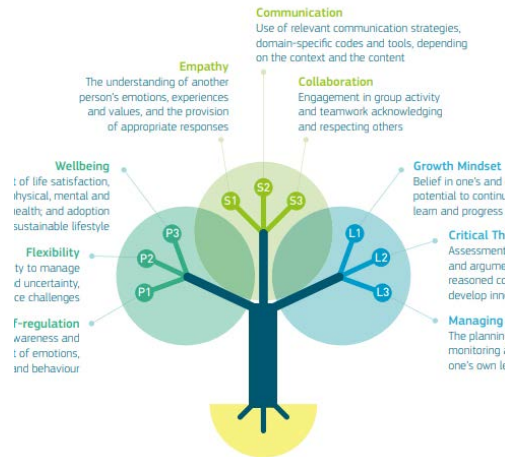 Communication
Use of relevant communication strategies,
domain-specific codes and tools, depending
on the context and the content
Empathy
The understanding of another
person's emotions, experiences
and values, and the provision
of appropriate responses
Collaboration
Engagement in group activity
and teamwork acknowledging
and respecting others
Wellbeing
of life satisfaction,
physical, mental and
health; and adoption
sustainable lifestyle
Flexibility
to manage
uncertainty,
challenges
-regulation
and
of emotions,
and behaviour
Growth Mindset
Belief in one's and
potential to continu
learn and progress
Critical Th
Assessment
and argume
reasoned co
develop inno
Managing
The plannin
monitoring a
one's own le
P3
P2
P1
S1
S2
S3
L1
L2
L3